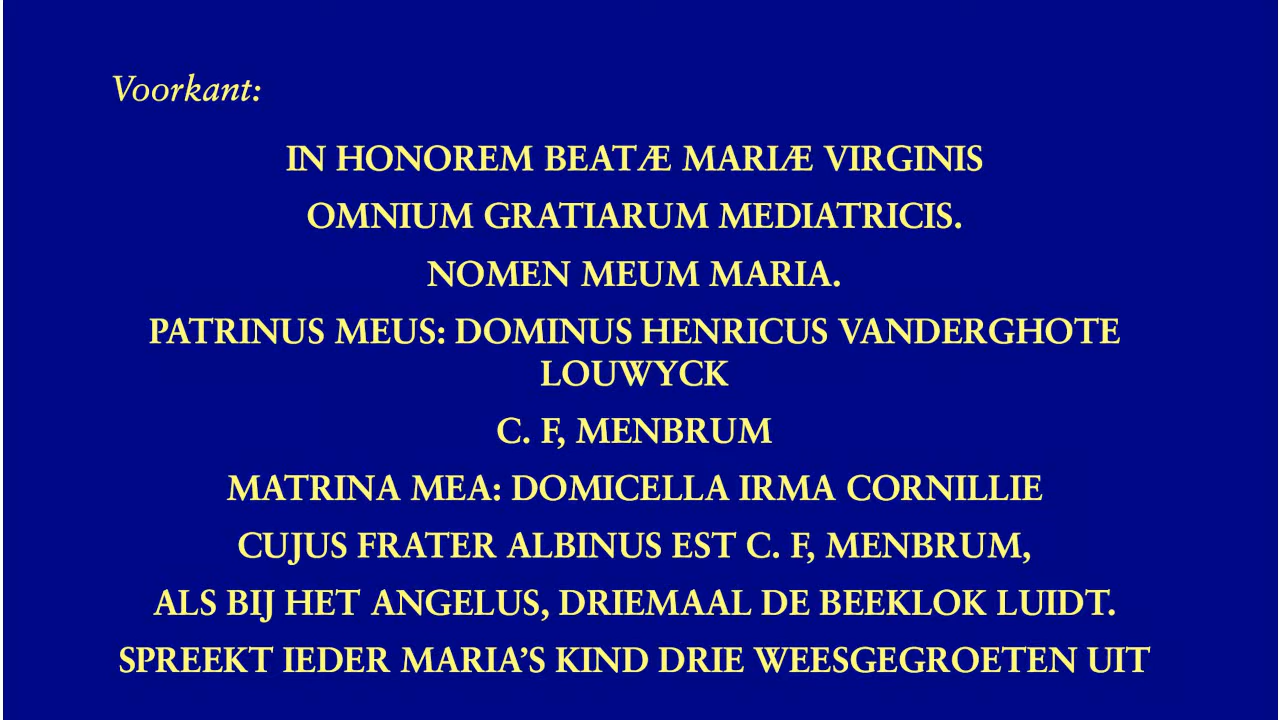 Voorkant:
IN HONOREM BEATÆ MARIÆ VIRGINIS
OMNIUM GRATIARUM MEDIATRICIS.
NOMEN MEUM MARIA.
PATRINUS MEUS: DOMINUS HENRICUS VANDERGHOTE
LOUWYCK
C. F, MENBRUM
MATRINA MEA: DOMICELLA IRMA CORNILLIE
CUJUS FRATER ALBINUS EST C. F, MENBRUM,
ALS BIJ HET ANGELUS, DRIEMAAL DE BEEKLOK LUIDT.
SPREEKT IEDER MARIA’S KIND DRIE WEESGEGROETEN UIT